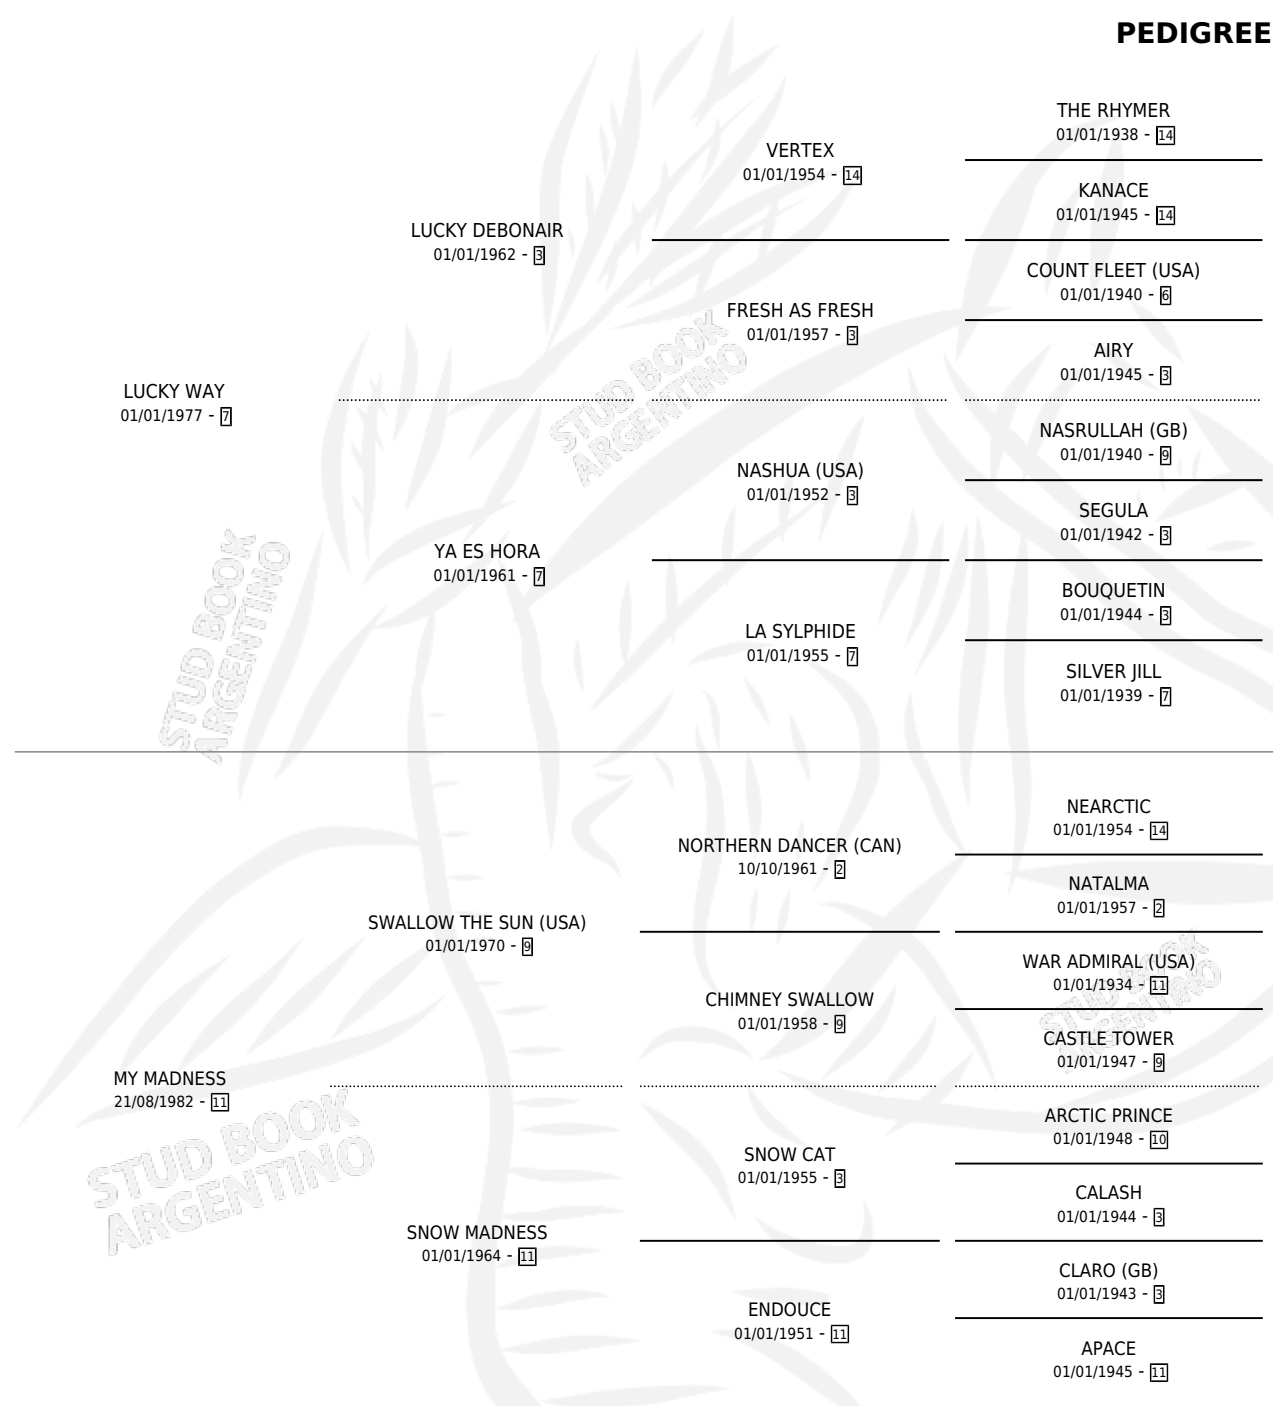 PEDIGREE
THE RHYMER
01/01/1938 - 14
VERTEX
01/01/1954 - 14
KANACE
01/01/1945 - 14
LUCKY DEBONAIR
01/01/1962 - 3
COUNT FLEET (USA)
01/01/1940 - 6
FRESH AS FRESH
01/01/1957 - 3
AIRY
01/01/1945 - 3
LUCKY WAY
01/01/1977 - 7
NASRULLAH (GB)
01/01/1940 - 9
NASHUA (USA)
01/01/1952 - 3
SEGULA
01/01/1942 - 3
YA ES HORA
01/01/1961 - 7
BOUQUETIN
01/01/1944 - 3
LA SYLPHIDE
01/01/1955 - 7
SILVER JILL
01/01/1939 - 7
NEARCTIC
01/01/1954 - 14
NORTHERN DANCER (CAN)
10/10/1961 - 2
NATALMA
01/01/1957 - 2
SWALLOW THE SUN (USA)
01/01/1970 - 9
WAR ADMIRAL (USA)
01/01/1934 - 11
CHIMNEY SWALLOW
01/01/1958 - 9
CASTLE TOWER
01/01/1947 - 9
MY MADNESS
21/08/1982 - 11
ARCTIC PRINCE
01/01/1948 - 10
SNOW CAT
01/01/1955 - 3
CALASH
01/01/1944 - 3
SNOW MADNESS
01/01/1964 - 11
CLARO (GB)
01/01/1943 - 3
ENDOUCE
01/01/1951 - 11
APACE
01/01/1945 - 11
STUD BOOK
ARGENTINO
STUD BOOK
ARGENTINO
STUD BOOK
ARGENTINO
STUD BOOK
ARGENTINO